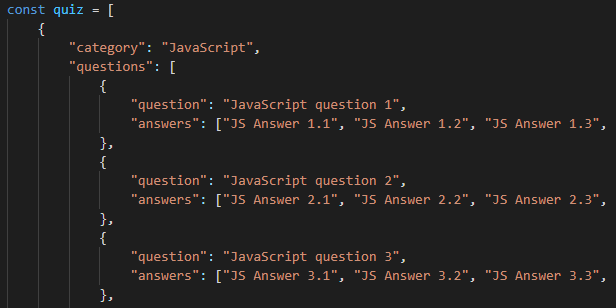 const quiz = [
{
"category": "JavaScript",
"questions": [
{
"question": "JavaScript question 1",
"answers": ["JS Answer 1.1", "JS Answer 1.2", "JS Answer 1.3",
},
{
"question": "JavaScript question 2",
"answers": ["JS Answer 2.1", "JS Answer 2.2", "JS Answer 2.3",
},
{
"question": "JavaScript question 3",
"answers": ["JS Answer 3.1", "JS Answer 3.2", "JS Answer 3.3",
},